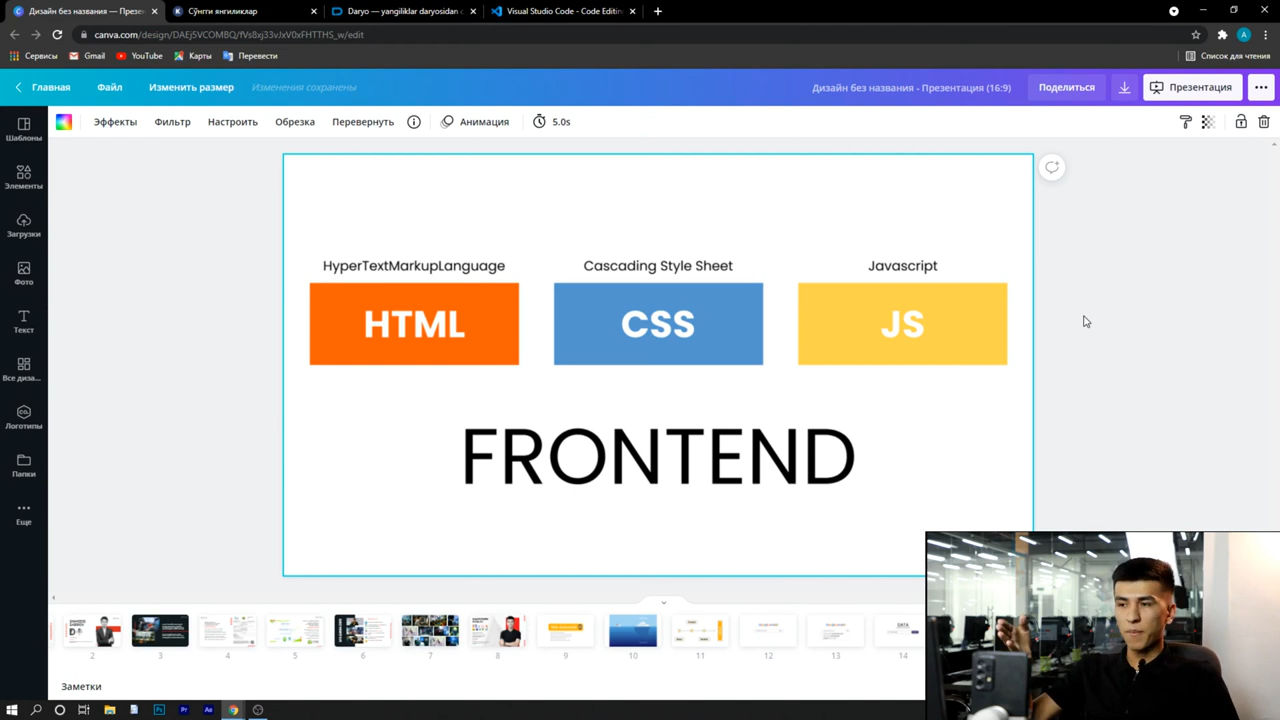 Дизайн без названия — Презен
Сўнгги янгиликлар
Daryo — yangiliklar daryosidan c
Visual Studio Code - Code Editin
canva.com/design/DAEj5VCOMBQ/fVs8xj33vJxV0xFHTTHS_w/edit
Сервисы
Gmail
YouTube
Карты
Перевести
Список для чтения
Главная
Файл
Изменить размер
Изменения сохранены
Дизайн без названия - Презентация (16:9)
Поделиться
Презентация
Эффекты
Фильтр
Настроить
Обрезка
Перевернуть
Анимация
5.0s
Шаблоны
Элементы
Загрузки
Фото
Текст
Все диза...
Логотипы
Папки
Еще
HyperTextMarkupLanguage
Cascading Style Sheet
Javascript
HTML
CSS
JS
FRONTEND
2
3
4
5
6
7
8
9
10
11
12
13
14
DATA
Заметки